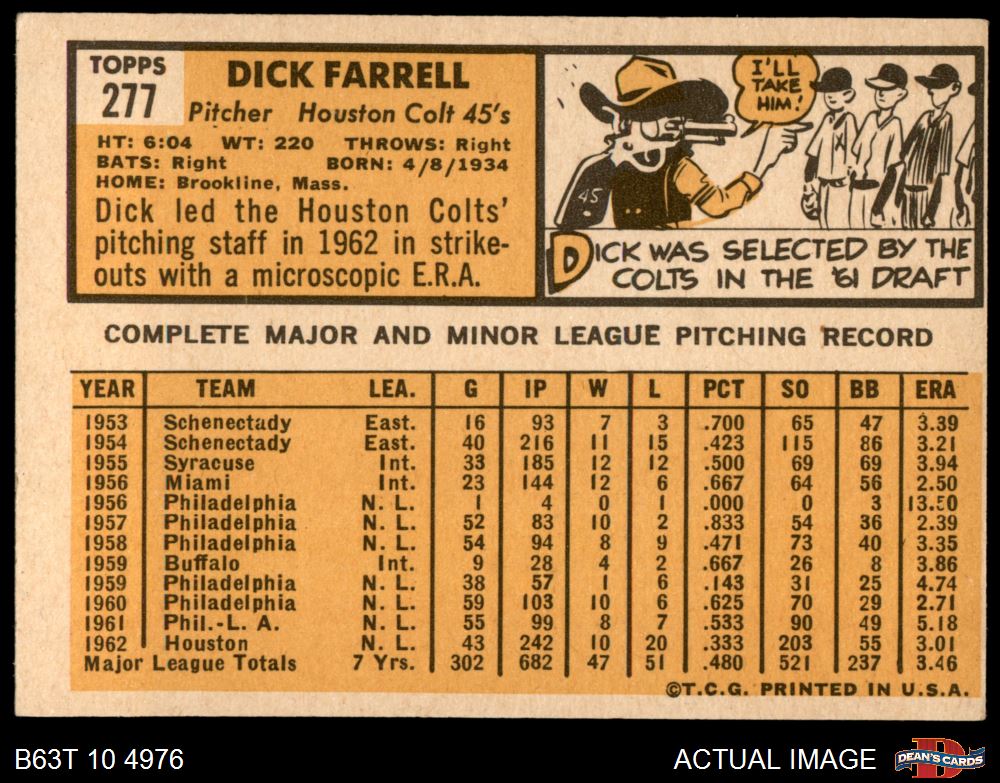 TOPPS
277
DICK FARRELL
Pitcher Houston Colt 45's
HT: 6:04 WT: 220 THROWS: Right
BATS: Right BORN: 4/8/1934
HOME: Brookline, Mass.
Dick led the Houston Colts'
pitching staff in 1962 in strike-
outs with a microscopic E.R.A.
I'LL
TAKE
HIM!
45
DICK WAS SELECTED BY THE
COLTS IN THE '61 DRAFT
COMPLETE MAJOR AND MINOR LEAGUE PITCHING RECORD
YEAR TEAM LEA. G IP W L PCT SO BB ERA
1953 Schenectady East. 16 93 7 3 .700 65 47 3.39
1954 Schenectady East. 40 216 11 15 .423 115 86 3.21
1955 Syracuse Int. 33 185 12 12 .500 69 69 3.94
1956 Miami Int. 23 144 12 6 .667 64 56 2.50
1956 Philadelphia N. L. 1 4 0 1 .000 0 3 13.50
1957 Philadelphia N. L. 52 83 10 2 .833 54 36 2.39
1958 Philadelphia N. L. 54 94 8 9 .471 73 40 3.35
1959 Buffalo Int. 9 28 4 2 .667 26 8 3.86
1959 Philadelphia N. L. 38 57 1 6 .143 31 25 4.74
1960 Philadelphia N. L. 59 103 10 6 .625 70 29 2.71
1961 Phil.-L. A. N. L. 55 99 8 7 .533 90 49 5.18
1962 Houston N. L. 43 242 10 20 .333 203 55 3.01
Major League Totals 7 Yrs. 302 682 47 51 .480 521 237 3.46
©T.C.G. PRINTED IN U.S.A.
B63T 10 4976
ACTUAL IMAGE
DEAN'S CARDS